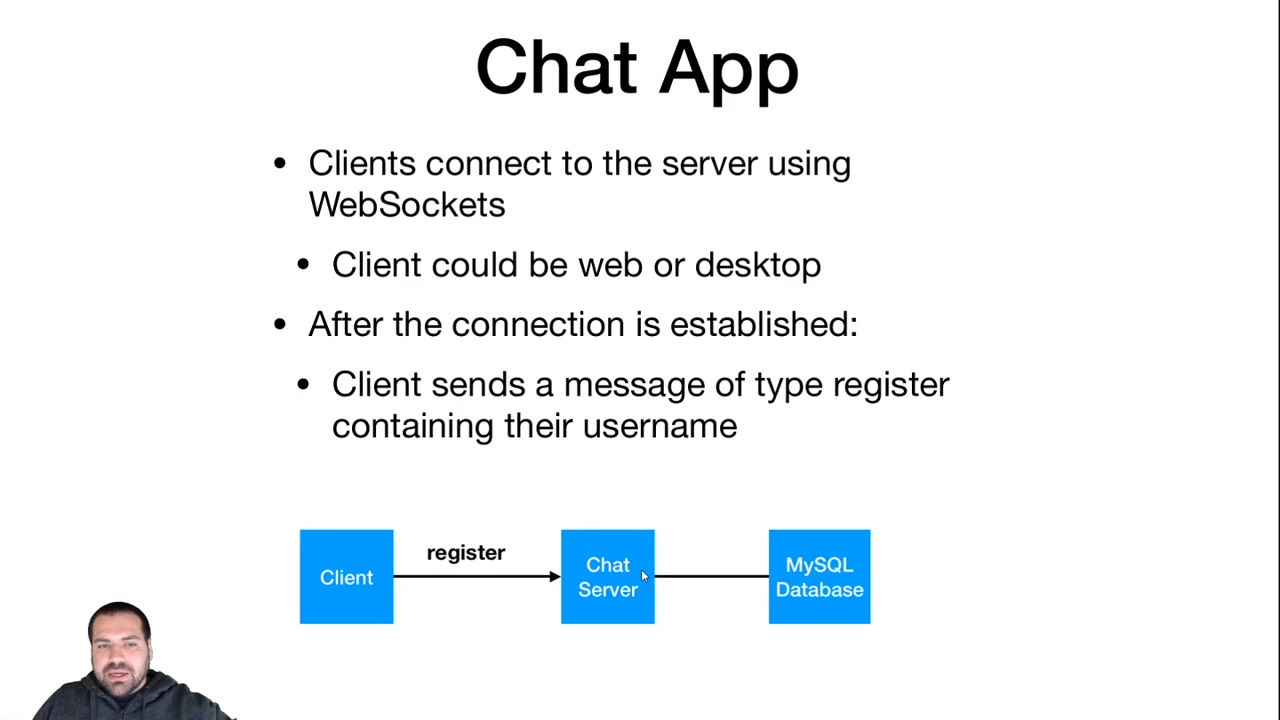 Chat App
• Clients connect to the server using
WebSockets
• Client could be web or desktop
• After the connection is established:
• Client sends a message of type register
containing their username
Client
register
Chat
Server
MySQL
Database